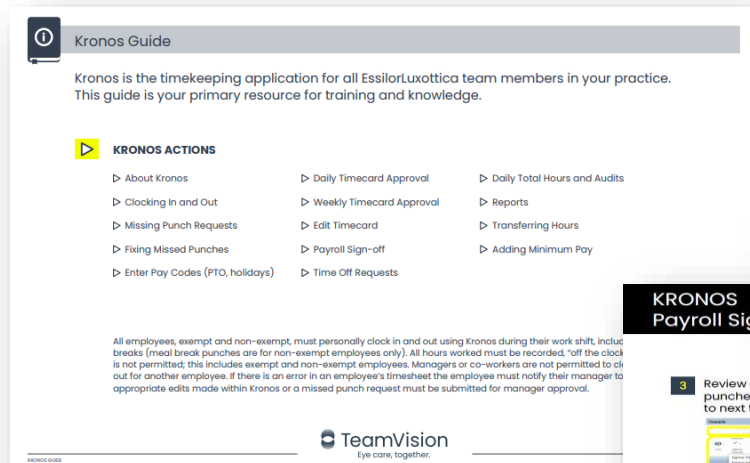 Kronos Guide
Kronos is the timekeeping application for all EssilorLuxottica team members in your practice.
This guide is your primary resource for training and knowledge.
KRONOS ACTIONS
About Kronos
Clocking In and Out
Missing Punch Requests
Fixing Missed Punches
Enter Pay Codes (PTO, holidays)
Daily Timecard Approval
Weekly Timecard Approval
Edit Timecard
Payroll Sign-off
Time Off Requests
Daily Total Hours and Audits
Reports
Transferring Hours
Adding Minimum Pay
All employees, exempt and non-exempt, must personally clock in and out using Kronos during their work shift, includ
breaks (meal break punches are for non-exempt employees only). All hours worked must be recorded, "off the clock
is not permitted; this includes exempt and non-exempt employees. Managers or co-workers are not permitted to cl
out for another employee. If there is an error in an employee's timesheet the employee must notify their manager to
appropriate edits made within Kronos or a missed punch request must be submitted for manager approval.
TeamVision
Eye care, together.
KRONOS GUIDE
KRONOS
Payroll Sig
3 Review
punche
to next t